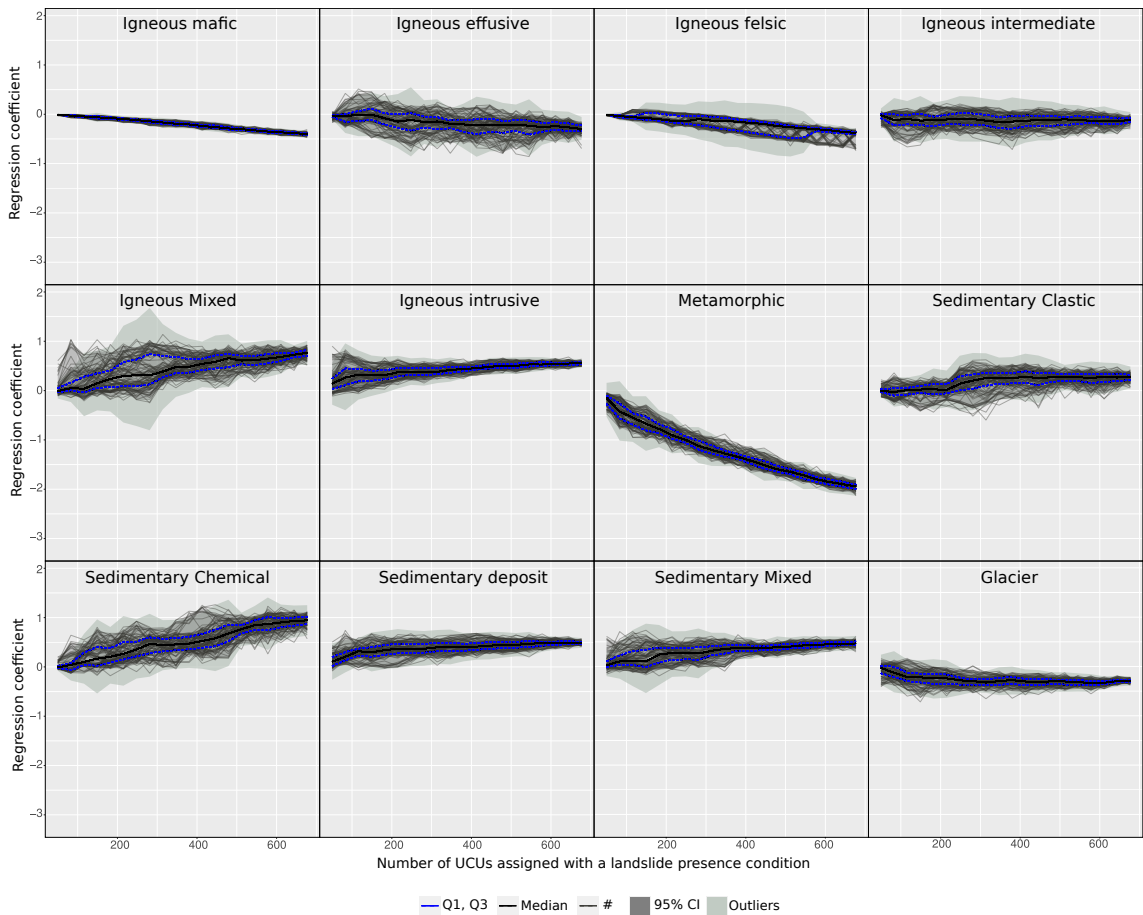 Igneous mafic Igneous effusive Igneous felsic Igneous intermediate
2
1
0
−1
−2
−3
Regression coefficient
Igneous Mixed Igneous intrusive Metamorphic Sedimentary Clastic
2
1
0
−1
−2
−3
Regression coefficient
Sedimentary Chemical Sedimentary deposit Sedimentary Mixed Glacier
2
1
0
−1
−2
−3
Regression coefficient
200 400 600 200 400 600 200 400 600 200 400 600
Number of UCUs assigned with a landslide presence condition
Q1, Q3 Median # 95% CI Outliers